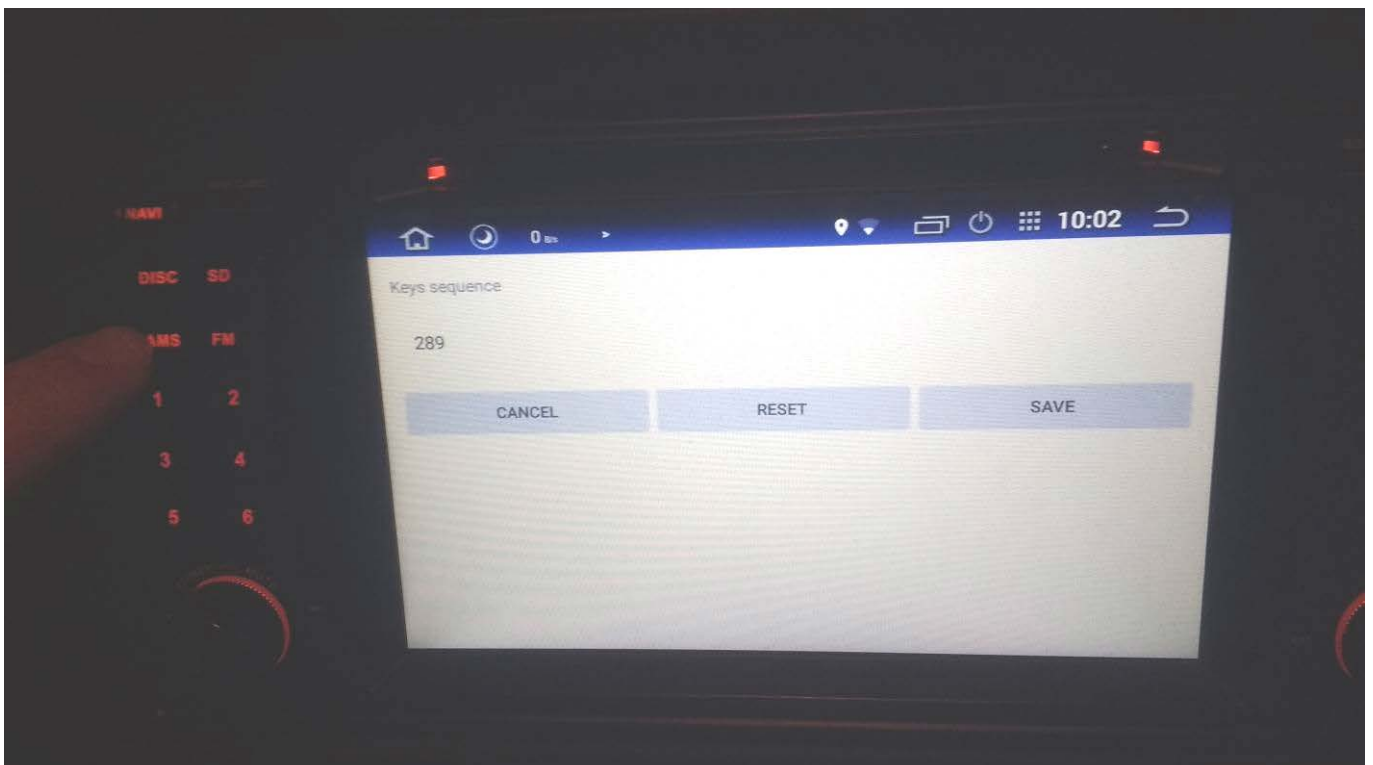 NAVI
DISC SD
AMS FM
1 2
3 4
5 6
0 B/s > 10:02
Keys sequence
289
CANCEL RESET SAVE